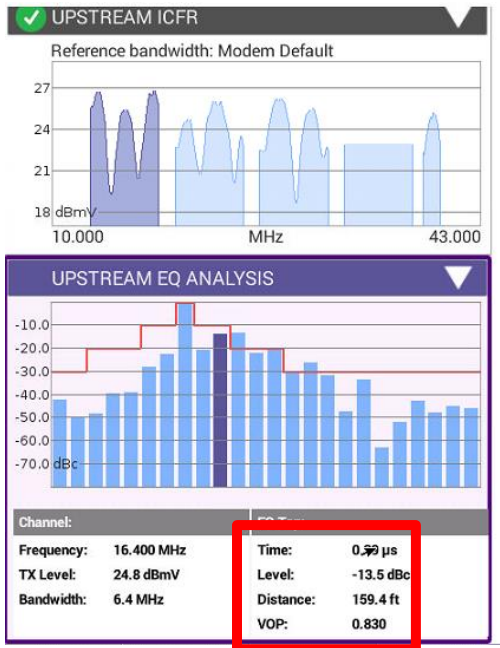 UPSTREAM ICFR
Reference bandwidth: Modem Default
27
24
21
18 dBmV
10.000 MHz 43.000
UPSTREAM EQ ANALYSIS
-10.0
-20.0
-30.0
-40.0
-50.0
-60.0
-70.0 dBc
Channel:
Frequency: 16.400 MHz Time: µs
TX Level: 24.8 dBmV Level: -13.5 dBc
Bandwidth: 6.4 MHz Distance: 159.4 ft
VOP: 0.830